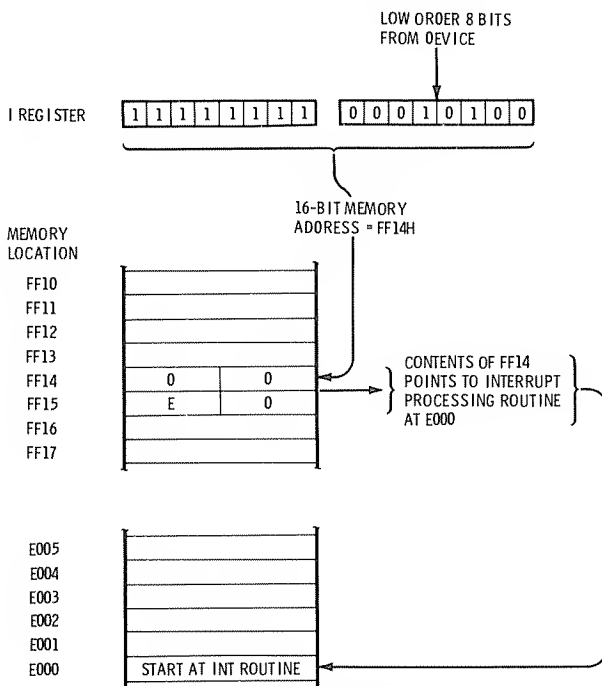 LOW ORDER 8 BITS
FROM OEVICE
I REGISTER 1 1 1 1 1 1 1 1 0 0 0 1 0 1 0 0
16-BIT MEMORY
AOORESS = FF14H
MEMORY
LOCATION
FF10
FF11
FF12
FF13
FF14 0 0
FF15 E 0
FF16
FF17
CONTENTS OF FF14
POINTS TO INTERRUPT
PROCESSING ROUTINE
AT E000
E005
E004
E003
E002
E001
E000 START AT INT ROUTINE